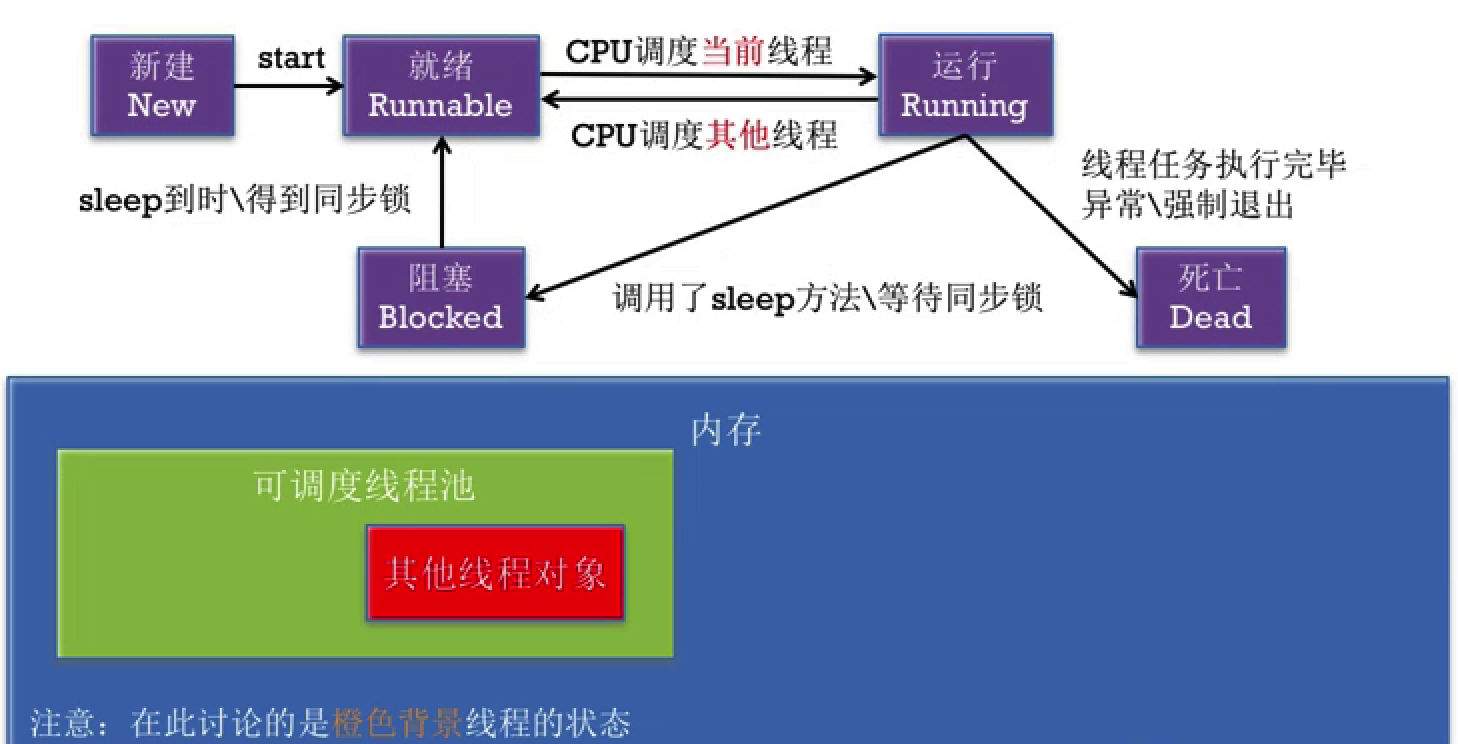 新建
New
start
就绪
Runnable
CPU调度当前线程
CPU调度其他线程
运行
Running
sleep到时\得到同步锁
线程任务执行完毕
异常\强制退出
阻塞
Blocked
调用了sleep方法\等待同步锁
死亡
Dead
内存
可调度线程池
其他线程对象
注意：在此讨论的是橙色背景线程的状态